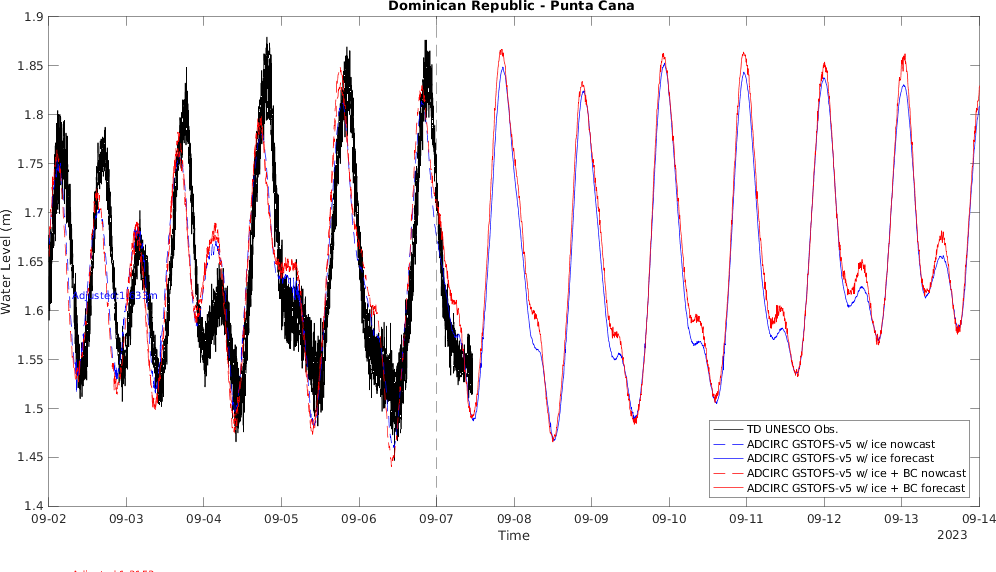 Dominican Republic - Punta Cana
1.9
1.85
1.8
1.75
1.7
1.65
1.6
1.55
1.5
1.45
1.4
Water Level (m)
TD UNESCO Obs.
ADCIRC GSTOFS-v5 w/ ice nowcast
ADCIRC GSTOFS-v5 w/ ice forecast
ADCIRC GSTOFS-v5 w/ ice + BC nowcast
ADCIRC GSTOFS-v5 w/ ice + BC forecast
09-02 09-03 09-04 09-05 09-06 09-07 09-08 09-09 09-10 09-11 09-12 09-13 09-14
Time
2023